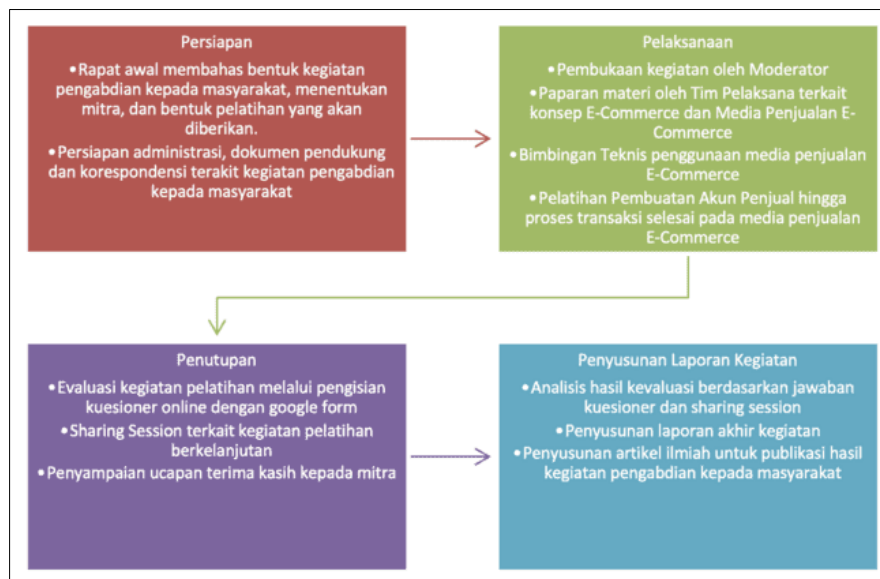 Persiapan
•Rapat awal membahas bentuk kegiatan
pengabdian kepada masyarakat, menentukan
mitra, dan bentuk pelatihan yang akan
diberikan.
•Persiapan administrasi, dokumen pendukung
dan korespondensi terakit kegiatan pengabdian
kepada masyarakat
Pelaksanaan
•Pembukaan kegiatan oleh Moderator
•Paparan materi oleh Tim Pelaksana terkait
konsep E-Commerce dan Media Penjualan E-
Commerce
•Bimbingan Teknis penggunaan media penjualan
E-Commerce
•Pelatihan Pembuatan Akun Penjual hingga
proses transaksi selesai pada media penjualan
E-Commerce
Penutupan
•Evaluasi kegiatan pelatihan melalui pengisian
kuesioner online dengan google form
•Sharing Session terkait kegiatan pelatihan
berkelanjutan
•Penyampaian ucapan terima kasih kepada mitra
Penyusunan Laporan Kegiatan
•Analisis hasil kevaluasi berdasarkan jawaban
kuesioner dan sharing session
•Penyusunan laporan akhir kegiatan
•Penyusunan artikel ilmiah untuk publikasi hasil
kegiatan pengabdian kepada masyarakat